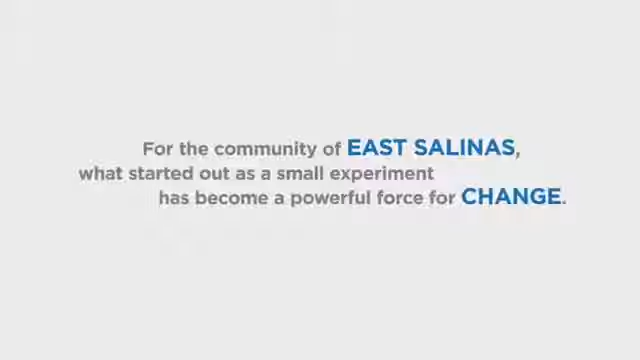 For the community of EAST SALINAS,
what started out as a small experiment
has become a powerful force for CHANGE.